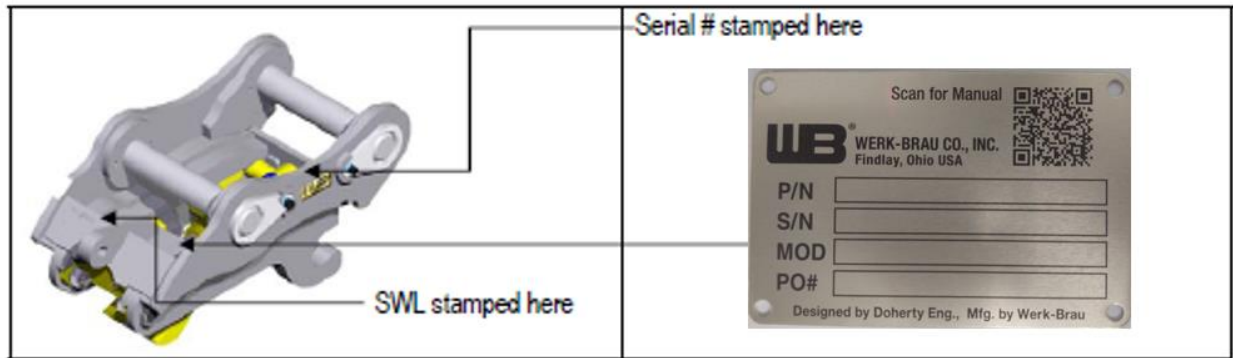 Serial # stamped here
SWL stamped here
Scan for Manual
WB®
WERK-BRAU CO., INC.
Findlay, Ohio USA
P/N
S/N
MOD
PO#
Designed by Doherty Eng., Mfg. by Werk-Brau